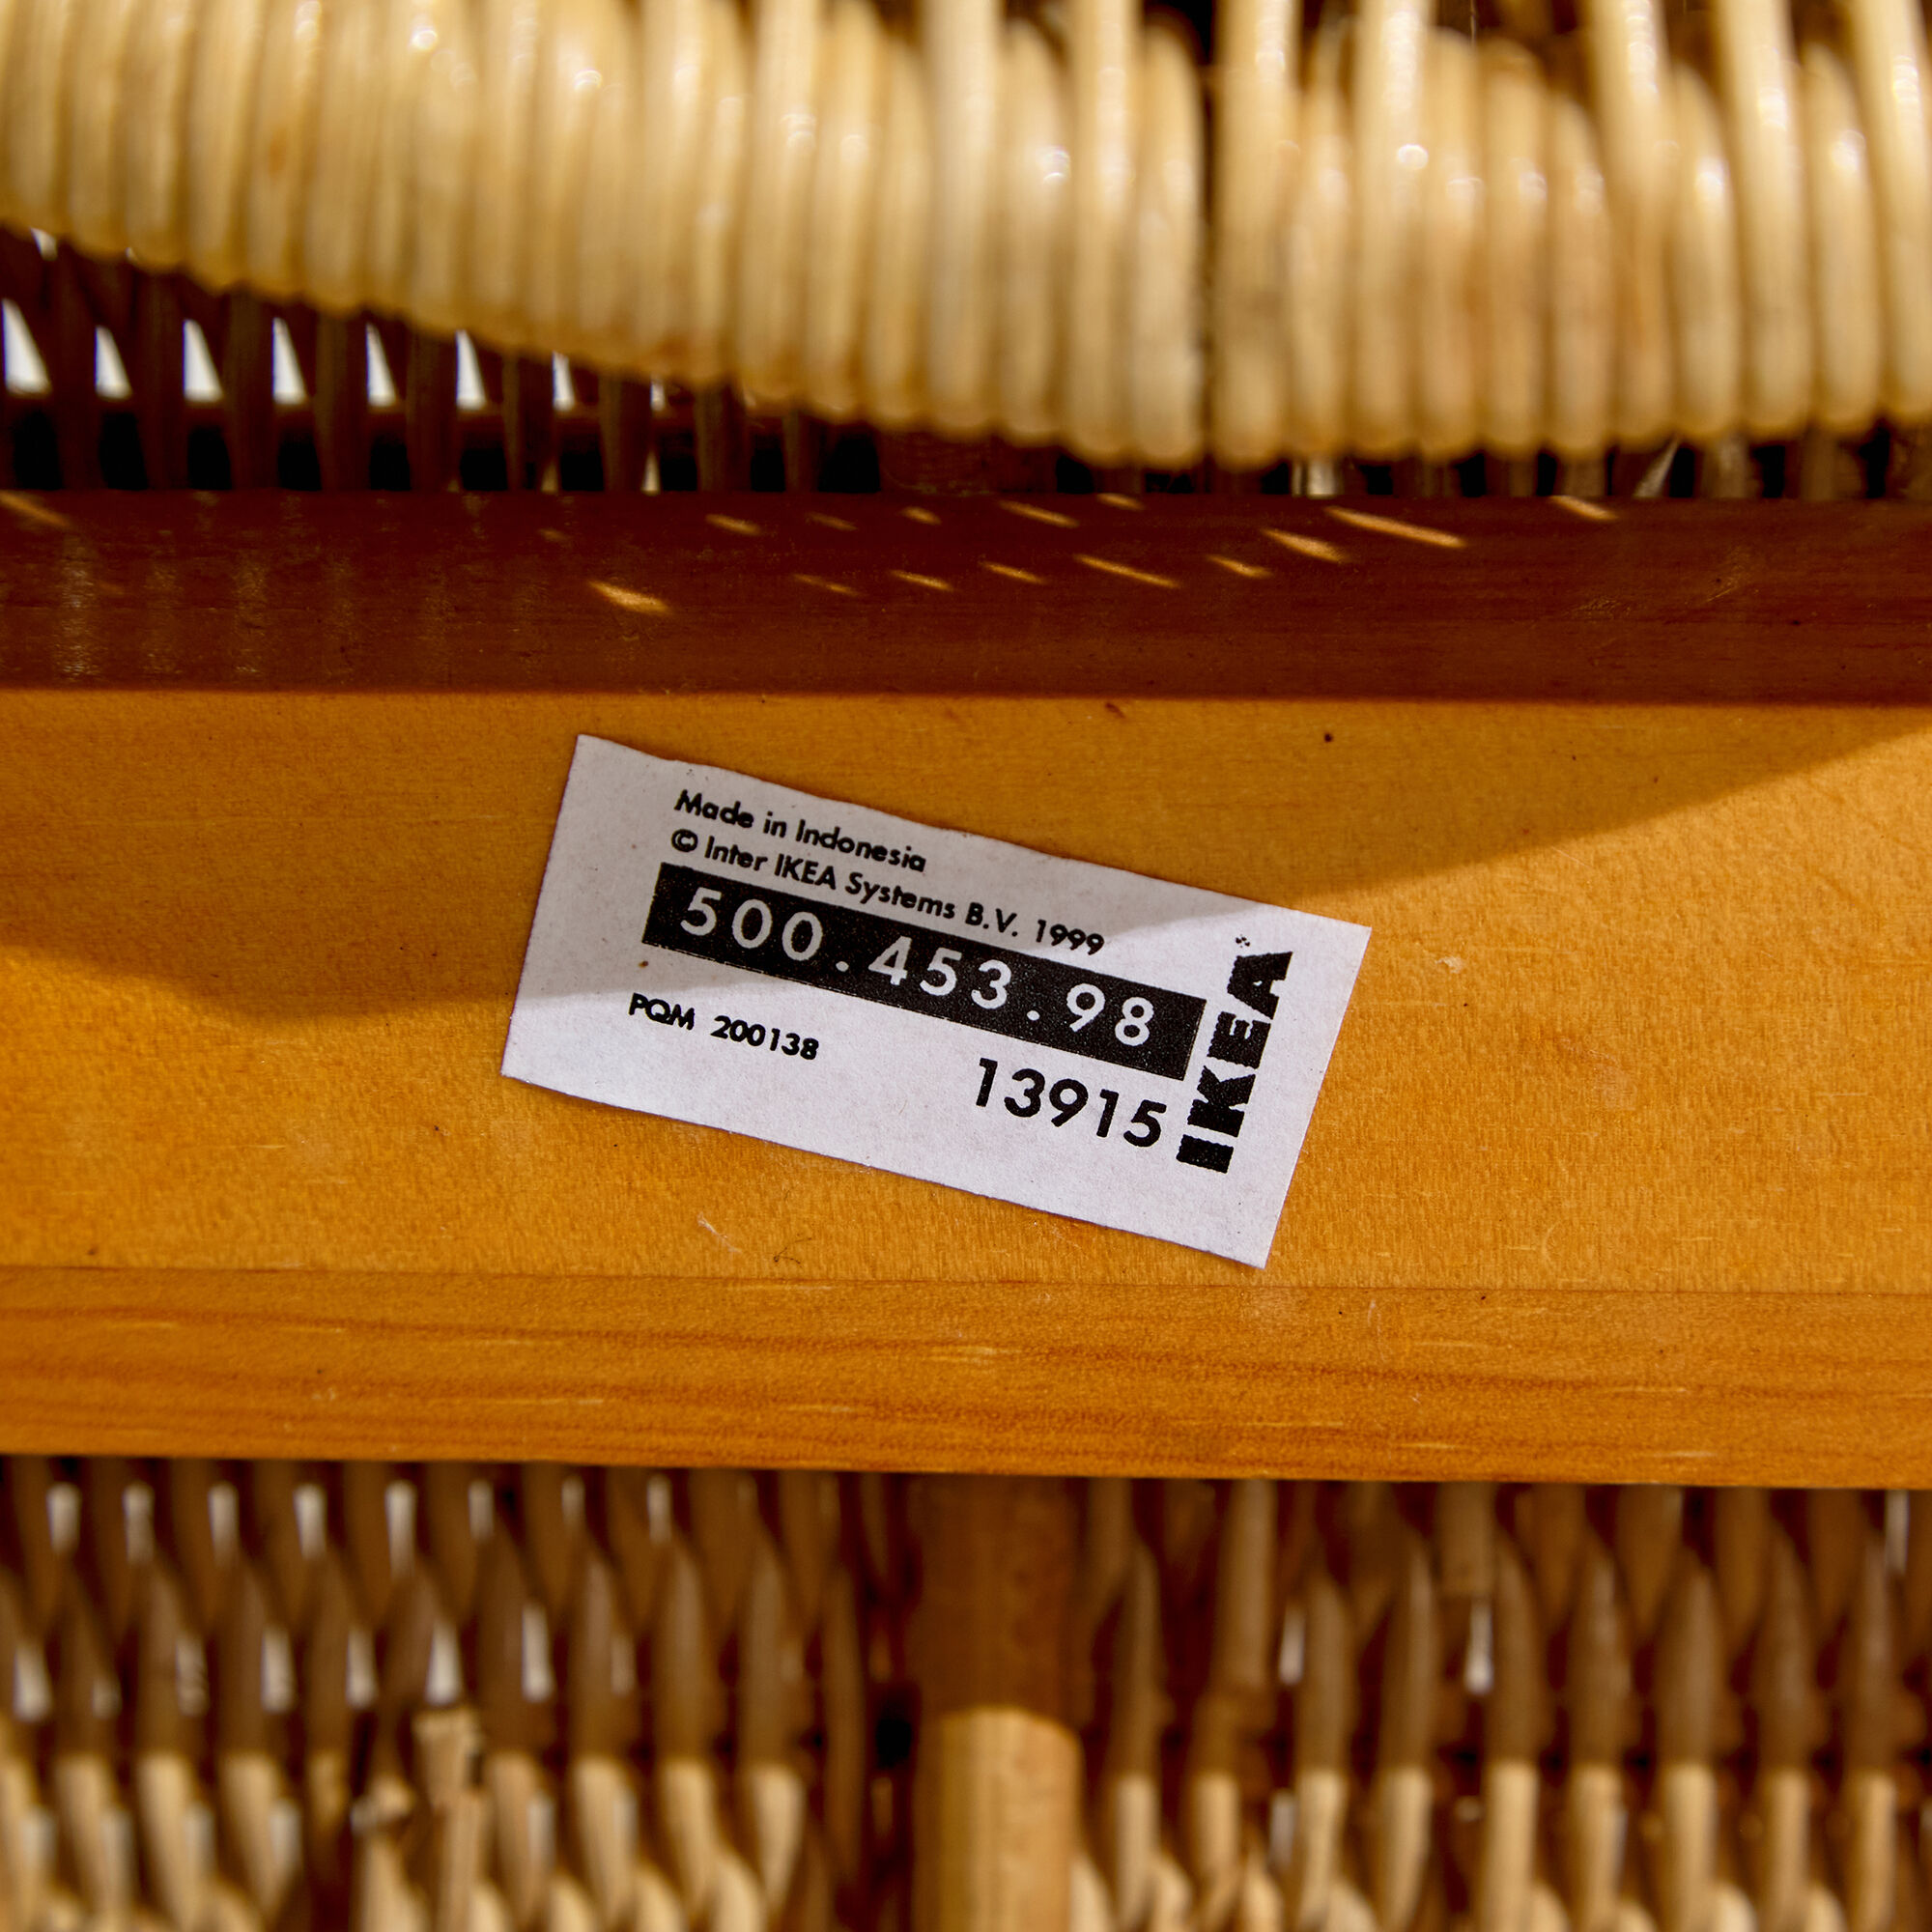 Made in Indonesia
© Inter IKEA Systems B.V. 1999
500.453.98
PQM 200138
13915
IKEA